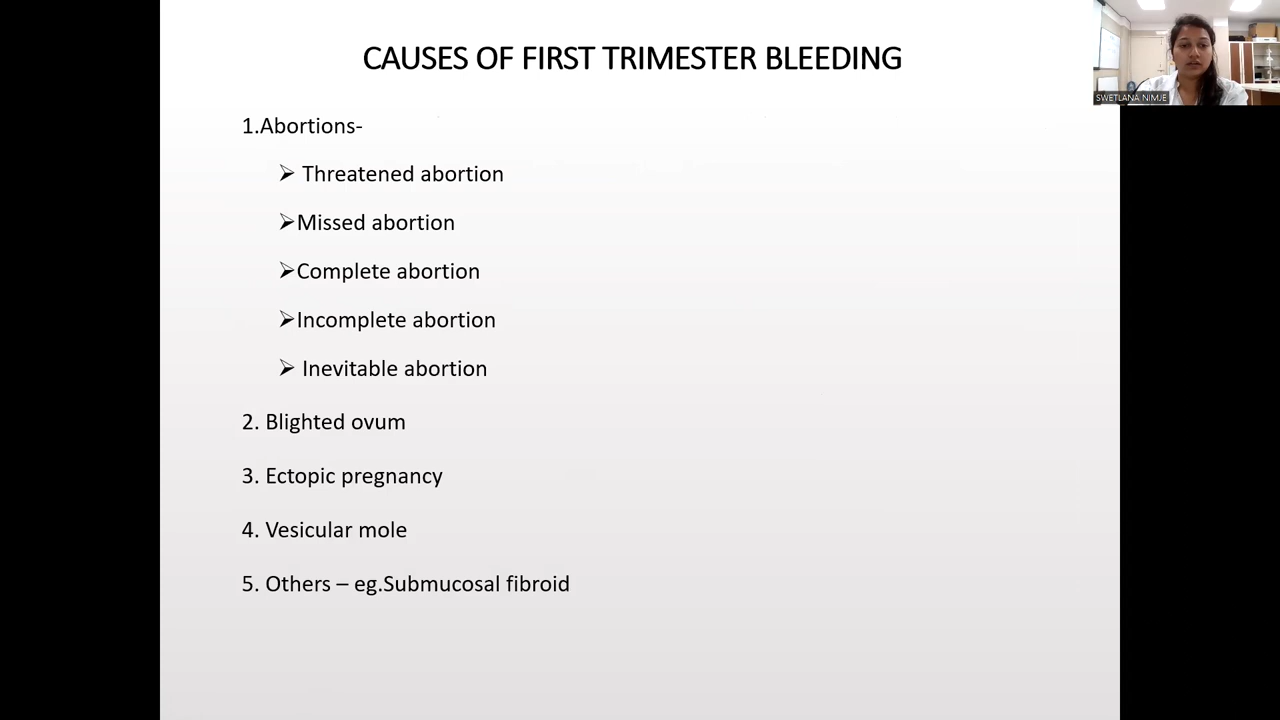 CAUSES OF FIRST TRIMESTER BLEEDING
SWETLANA NIMJE
1.Abortions-
Threatened abortion
Missed abortion
Complete abortion
Incomplete abortion
Inevitable abortion
2. Blighted ovum
3. Ectopic pregnancy
4. Vesicular mole
5. Others – eg.Submucosal fibroid